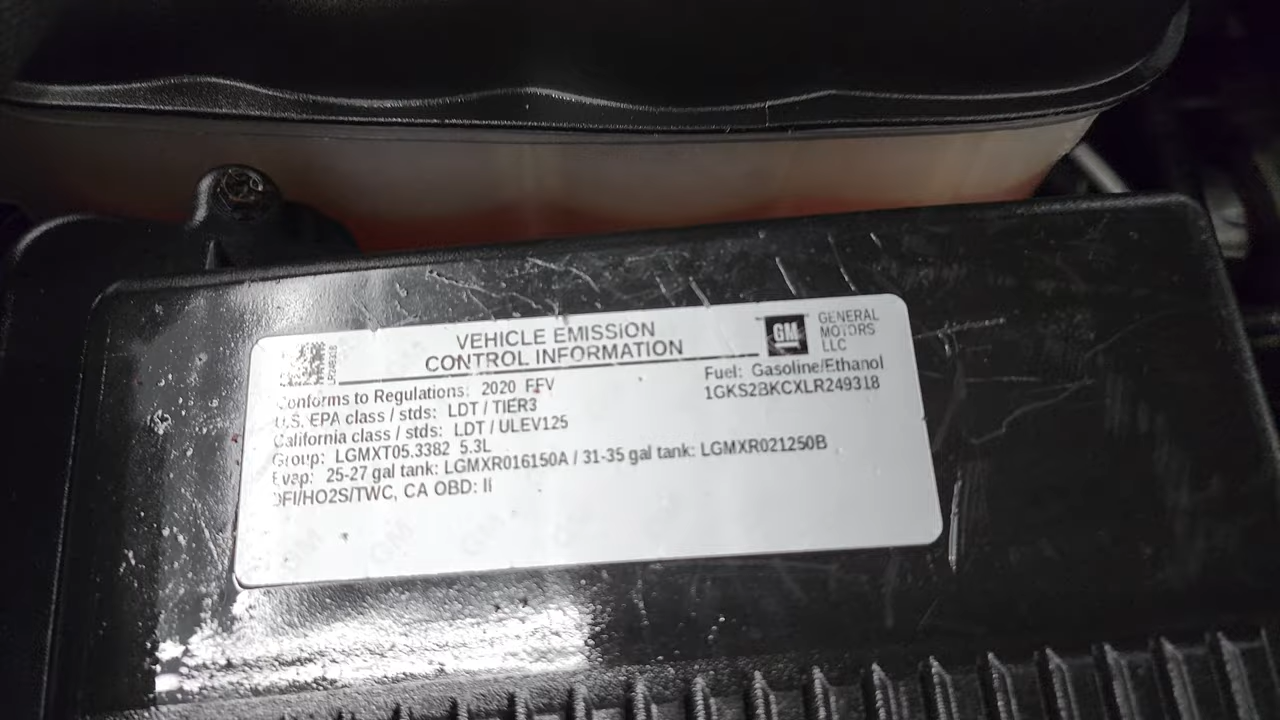 VEHICLE EMISSION
CONTROL INFORMATION
GM
GENERAL
MOTORS
LLC
LR249318
Conforms to Regulations: 2020 FFV
Fuel: Gasoline/Ethanol
U.S. EPA class / stds: LDT / TIER3
1GKS2BKCXLR249318
California class / stds: LDT / ULEV125
Group: LGMXT05.3382 5.3L
Evap: 25-27 gal tank: LGMXR016150A / 31-35 gal tank: LGMXR021250B
DFI/HO2S/TWC, CA OBD: II